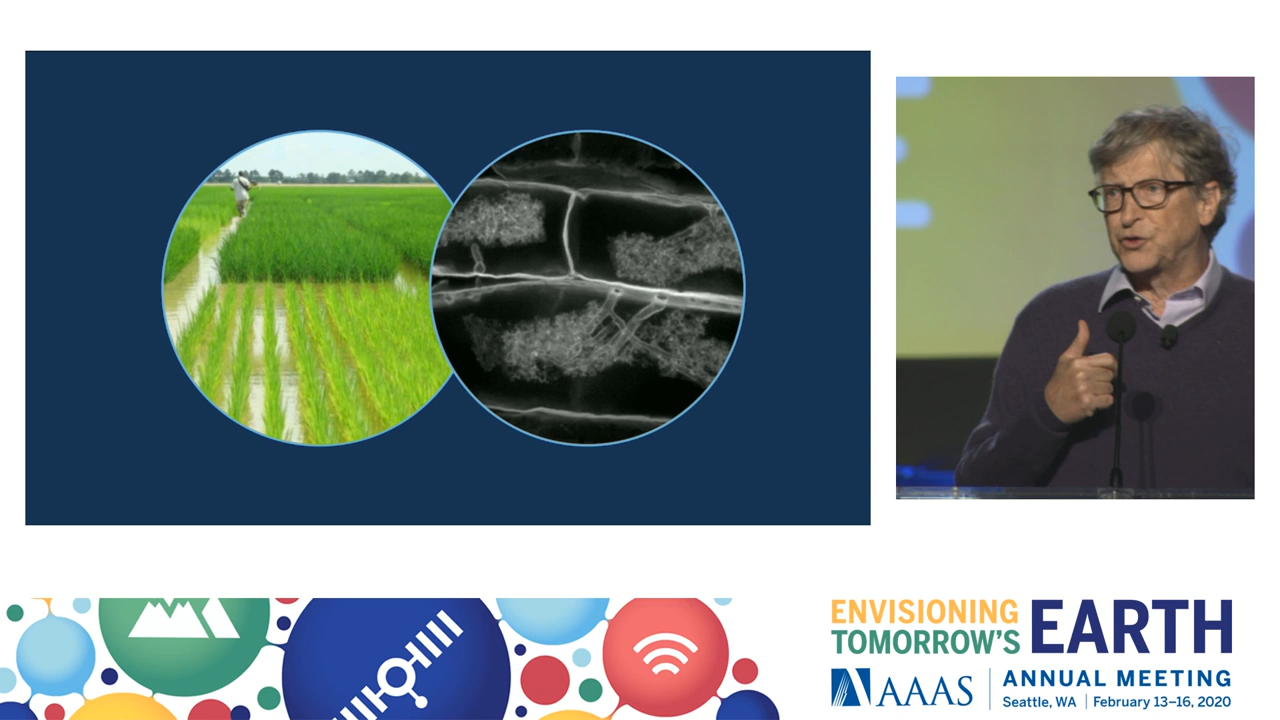 ENVISIONING
TOMORROW'S EARTH
AAAS
ANNUAL MEETING
Seattle, WA | February 13–16, 2020